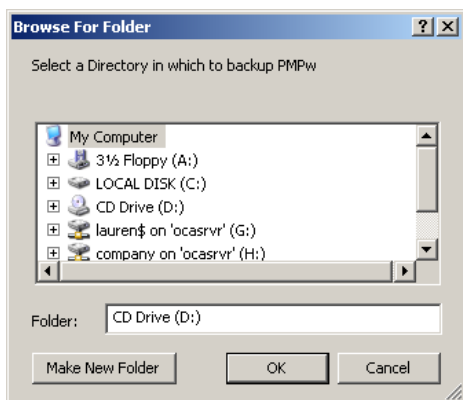 Browse For Folder
Select a Directory in which to backup PMPw
My Computer
3½ Floppy (A:)
LOCAL DISK (C:)
CD Drive (D:)
lauren$ on 'ocasrvr' (G:)
company on 'ocasrvr' (H:)
Folder: CD Drive (D:)
Make New Folder OK Cancel